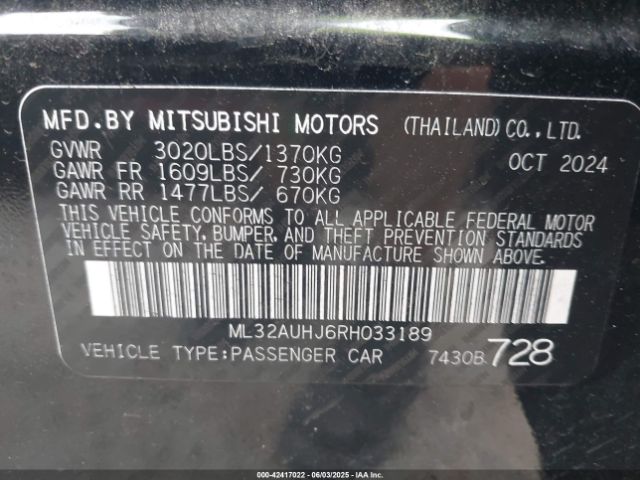 MFD.BY MITSUBISHI MOTORS (THAILAND) CO.,LTD.
GVWR 3020LBS/1370KG OCT 2024
GAWR FR 1609LBS/ 730KG
GAWR RR 1477LBS/ 670KG
THIS VEHICLE CONFORMS TO ALL APPLICABLE FEDERAL MOTOR
VEHICLE SAFETY, BUMPER, AND THEFT PREVENTION STANDARDS
IN EFFECT ON THE DATE OF MANUFACTURE SHOWN ABOVE.
ML32AUHJ6RH033189
VEHICLE TYPE:PASSENGER CAR 7430B 728
000-42417022 06/03/2025 - IAAI.COM